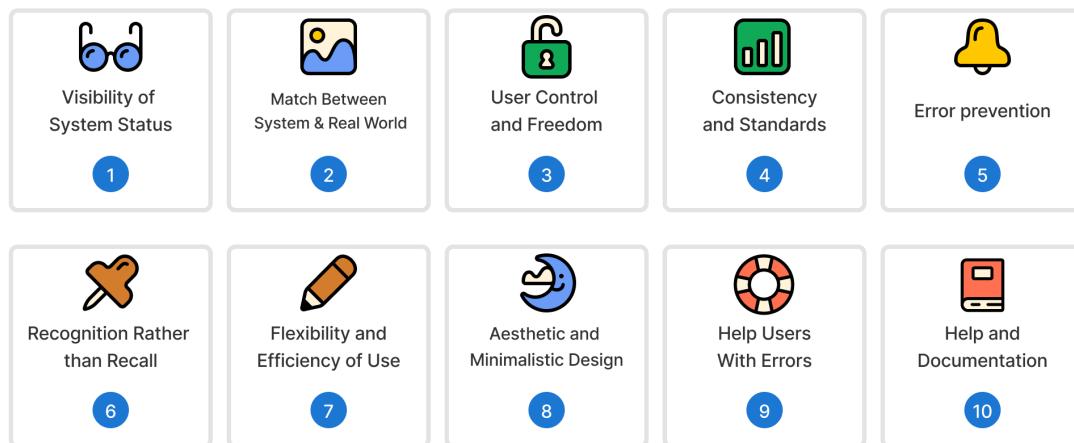 Visibility of
System Status
1
Match Between
System & Real World
2
User Control
and Freedom
3
Consistency
and Standards
4
Error prevention
5
Recognition Rather
than Recall
6
Flexibility and
Efficiency of Use
7
Aesthetic and
Minimalistic Design
8
Help Users
With Errors
9
Help and
Documentation
10